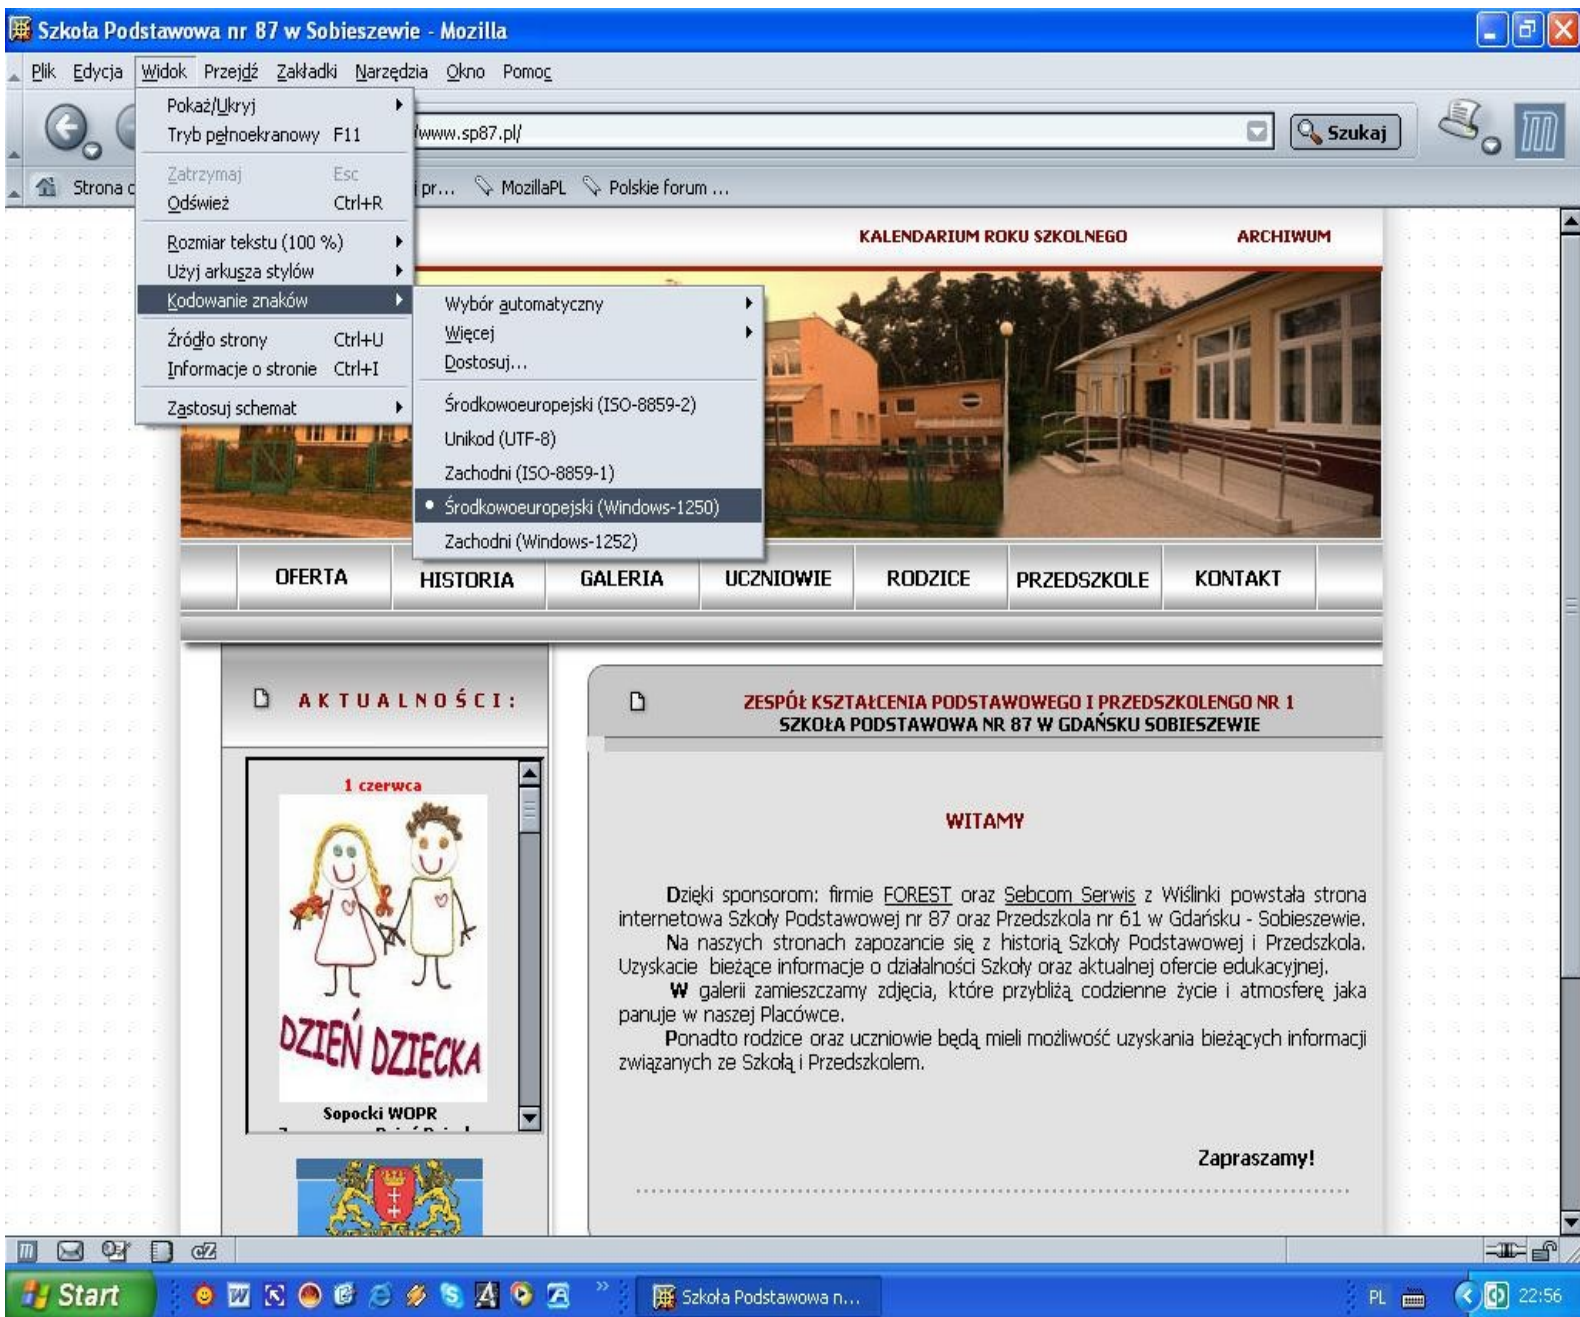 Szkoła Podstawowa nr 87 w Sobieszewie - Mozilla
Plik Edycja Widok Przejdź Zakładki Narzędzia Okno Pomoc
/www.sp87.pl/
Szukaj
Strona
pr... MozillaPL Polskie forum ...
Pokaż/Ukryj
Tryb pełnoekranowy F11
Zatrzymaj Esc
Odśwież Ctrl+R
Rozmiar tekstu (100 %)
Użyj arkusza stylów
Kodowanie znaków
Źródło strony Ctrl+U
Informacje o stronie Ctrl+I
Zastosuj schemat
Wybór automatyczny
Więcej
Dostosuj...
Środkowoeuropejski (ISO-8859-2)
Unikod (UTF-8)
Zachodni (ISO-8859-1)
Środkowoeuropejski (Windows-1250)
Zachodni (Windows-1252)
KALENDARIUM ROKU SZKOLNEGO ARCHIWUM
OFERTA HISTORIA GALERIA UCZNIOWIE RODZICE PRZEDSZKOLE KONTAKT
AKTUALNOŚCI:
1 czerwca
DZIEŃ DZIECKA
Sopocki WOPR
ZESPÓŁ KSZTAŁCENIA PODSTAWOWEGO I PRZEDSZKOLENGO NR 1
SZKOŁA PODSTAWOWA NR 87 W GDAŃSKU SOBIESZEWIE
WITAMY
Dzięki sponsorom: firmie FOREST oraz Sebcom Serwis z Wiślinki powstała strona
internetowa Szkoły Podstawowej nr 87 oraz Przedszkola nr 61 w Gdańsku - Sobieszewie.
Na naszych stronach zapozancie się z historią Szkoły Podstawowej i Przedszkola.
Uzyskacie bieżące informacje o działalności Szkoły oraz aktualnej ofercie edukacyjnej.
W galerii zamieszczamy zdjęcia, które przybliżą codzienne życie i atmosferę jaka
panuje w naszej Placówce.
Ponadto rodzice oraz uczniowie będą mieli możliwość uzyskania bieżących informacji
związanych ze Szkołą i Przedszkolem.
Zapraszamy!
Start
Szkoła Podstawowa n...
PL
22:56